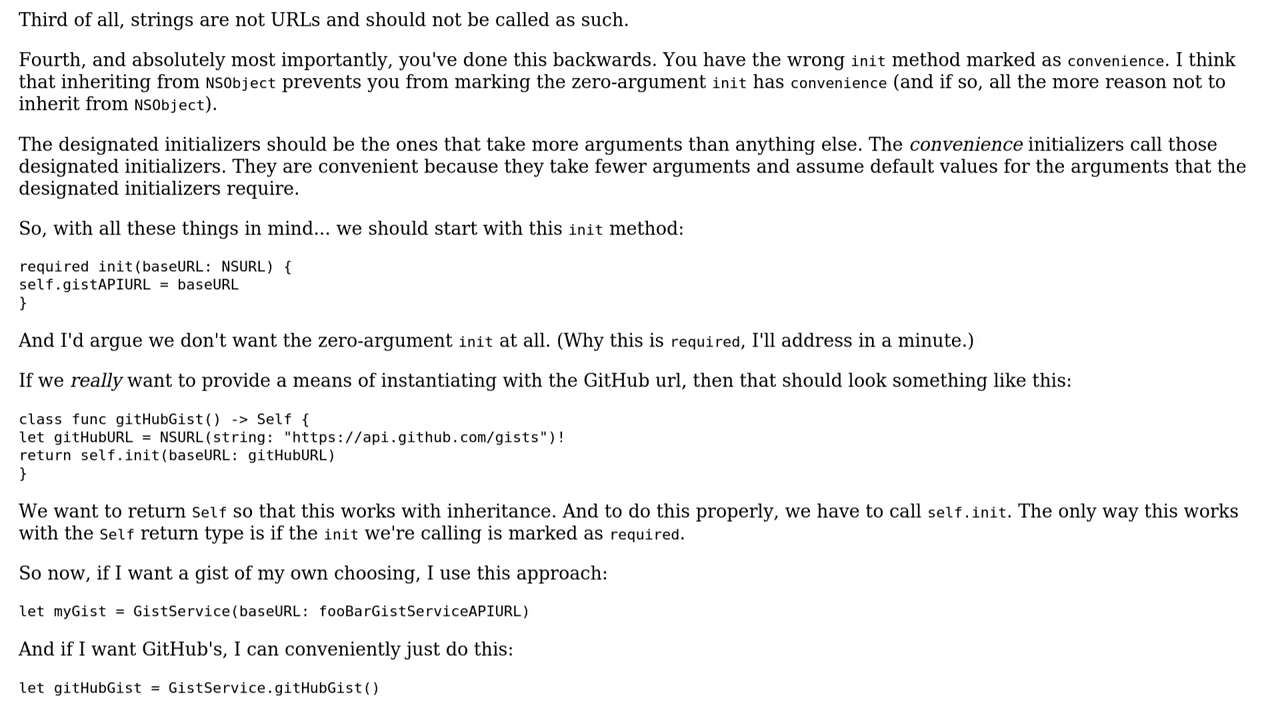 Third of all, strings are not URLs and should not be called as such.
Fourth, and absolutely most importantly, you've done this backwards. You have the wrong init method marked as convenience. I think
that inheriting from NSObject prevents you from marking the zero-argument init has convenience (and if so, all the more reason not to
inherit from NSObject).
The designated initializers should be the ones that take more arguments than anything else. The convenience initializers call those
designated initializers. They are convenient because they take fewer arguments and assume default values for the arguments that the
designated initializers require.
So, with all these things in mind... we should start with this init method:
required init(baseURL: NSURL) {
self.gistAPIURL = baseURL
}
And I'd argue we don't want the zero-argument init at all. (Why this is required, I'll address in a minute.)
If we really want to provide a means of instantiating with the GitHub url, then that should look something like this:
class func gitHubGist() -> Self {
let gitHubURL = NSURL(string: "https://api.github.com/gists")!
return self.init(baseURL: gitHubURL)
}
We want to return Self so that this works with inheritance. And to do this properly, we have to call self.init. The only way this works
with the Self return type is if the init we're calling is marked as required.
So now, if I want a gist of my own choosing, I use this approach:
let myGist = GistService(baseURL: fooBarGistServiceAPIURL)
And if I want GitHub's, I can conveniently just do this:
let gitHubGist = GistService.gitHubGist()